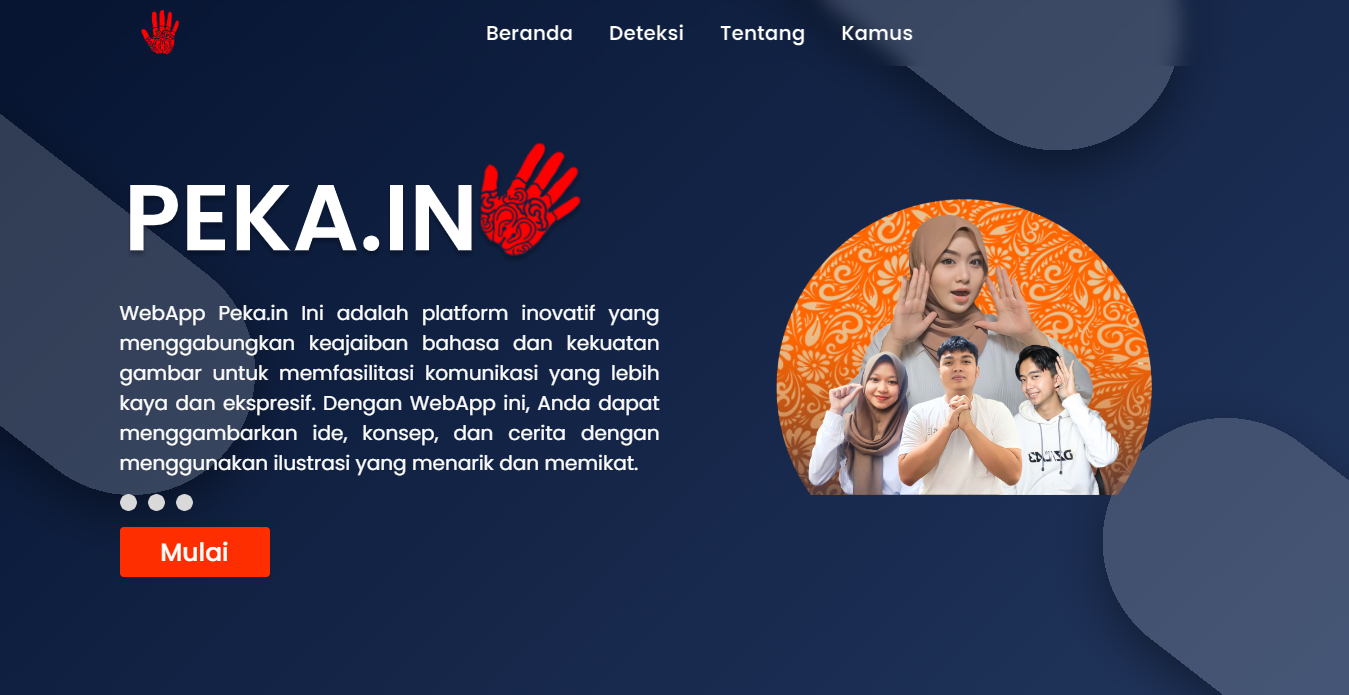 Beranda Deteksi Tentang Kamus
PEKA.IN
WebApp Peka.in Ini adalah platform inovatif yang
menggabungkan keajaiban bahasa dan kekuatan
gambar untuk memfasilitasi komunikasi yang lebih
kaya dan ekspresif. Dengan WebApp ini, Anda dapat
menggambarkan ide, konsep, dan cerita dengan
menggunakan ilustrasi yang menarik dan memikat.
Mulai